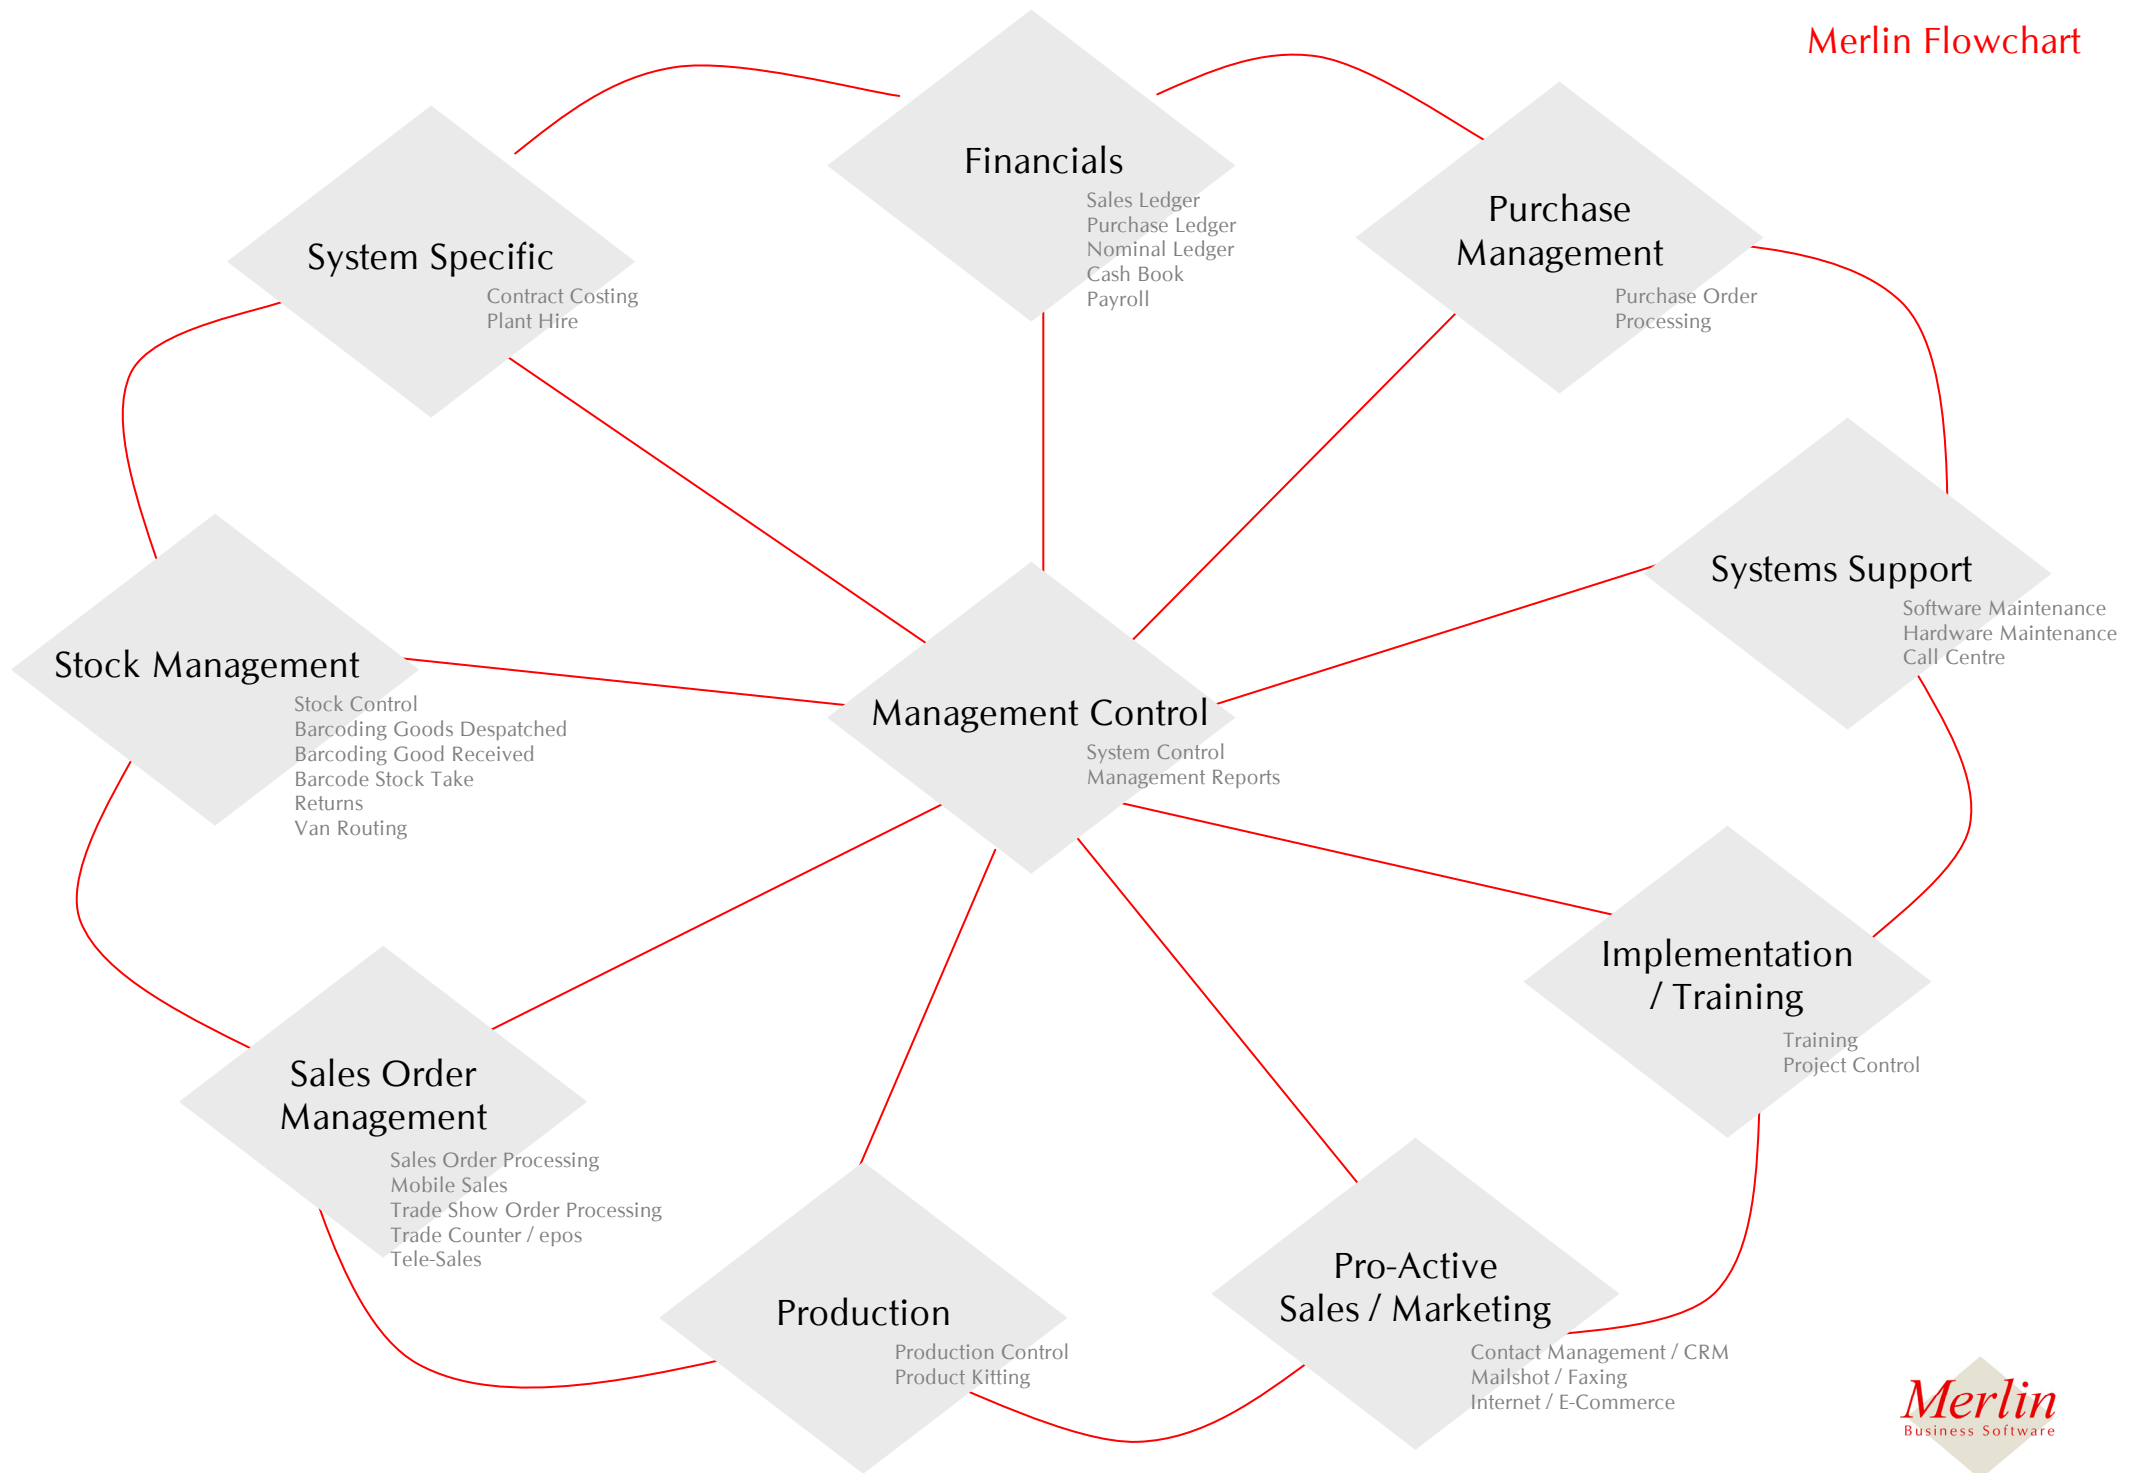 Merlin Flowchart
Financials
Sales Ledger
Purchase Ledger
Nominal Ledger
Cash Book
Payroll
Purchase
Management
Purchase Order
Processing
System Specific
Contract Costing
Plant Hire
Systems Support
Software Maintenance
Hardware Maintenance
Call Centre
Stock Management
Stock Control
Barcoding Goods Despatched
Barcoding Good Received
Barcode Stock Take
Returns
Van Routing
Management Control
System Control
Management Reports
Implementation
/ Training
Training
Project Control
Sales Order
Management
Sales Order Processing
Mobile Sales
Trade Show Order Processing
Trade Counter / epos
Tele-Sales
Production
Production Control
Product Kitting
Pro-Active
Sales / Marketing
Contact Management / CRM
Mailshot / Faxing
Internet / E-Commerce
Merlin
Business Software